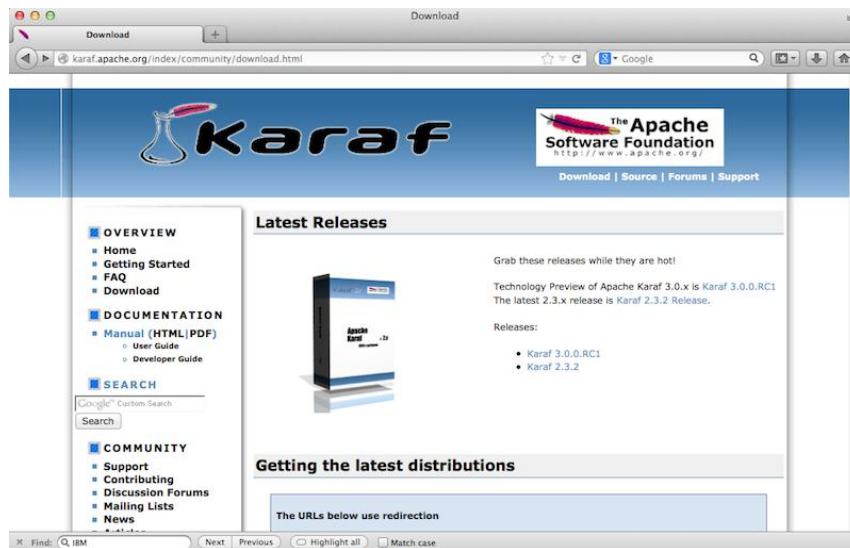 Download
Download
karaf.apache.org/index/community/download.html
Google
Karaf
The Apache
Software Foundation
http://www.apache.org/
Download | Source | Forums | Support
OVERVIEW
Home
Getting Started
FAQ
Download
DOCUMENTATION
Manual (HTML|PDF)
User Guide
Developer Guide
SEARCH
Google™ Custom Search
Search
COMMUNITY
Support
Contributing
Discussion Forums
Mailing Lists
News
Latest Releases
Apache
Karaf
Grab these releases while they are hot!
Technology Preview of Apache Karaf 3.0.x is Karaf 3.0.0.RC1
The latest 2.3.x release is Karaf 2.3.2 Release.
Releases:
Karaf 3.0.0.RC1
Karaf 2.3.2
Getting the latest distributions
The URLs below use redirection
Find: IBM Next Previous Highlight all Match case